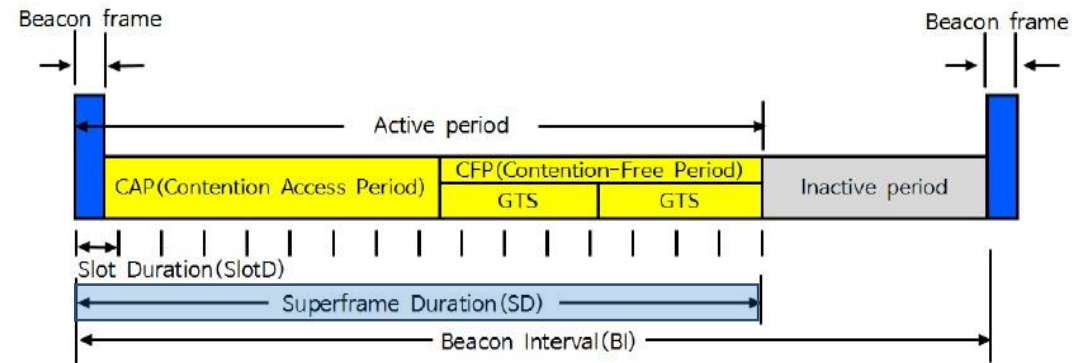 Beacon frame
Beacon frame
Active period
CAP(Contention Access Period)
CFP(Contention-Free Period)
GTS
GTS
Inactive period
Slot Duration(SlotD)
Superframe Duration(SD)
Beacon Interval(BI)